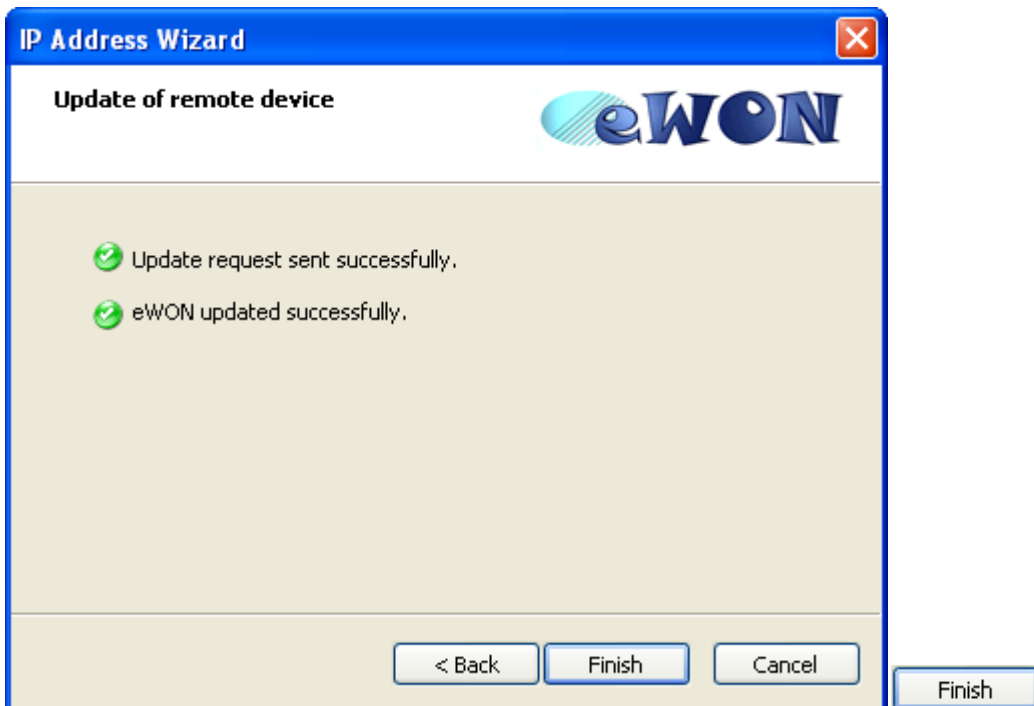 IP Address Wizard
Update of remote device
eWON
Update request sent successfully.
eWON updated successfully.
< Back
Finish
Cancel
Finish